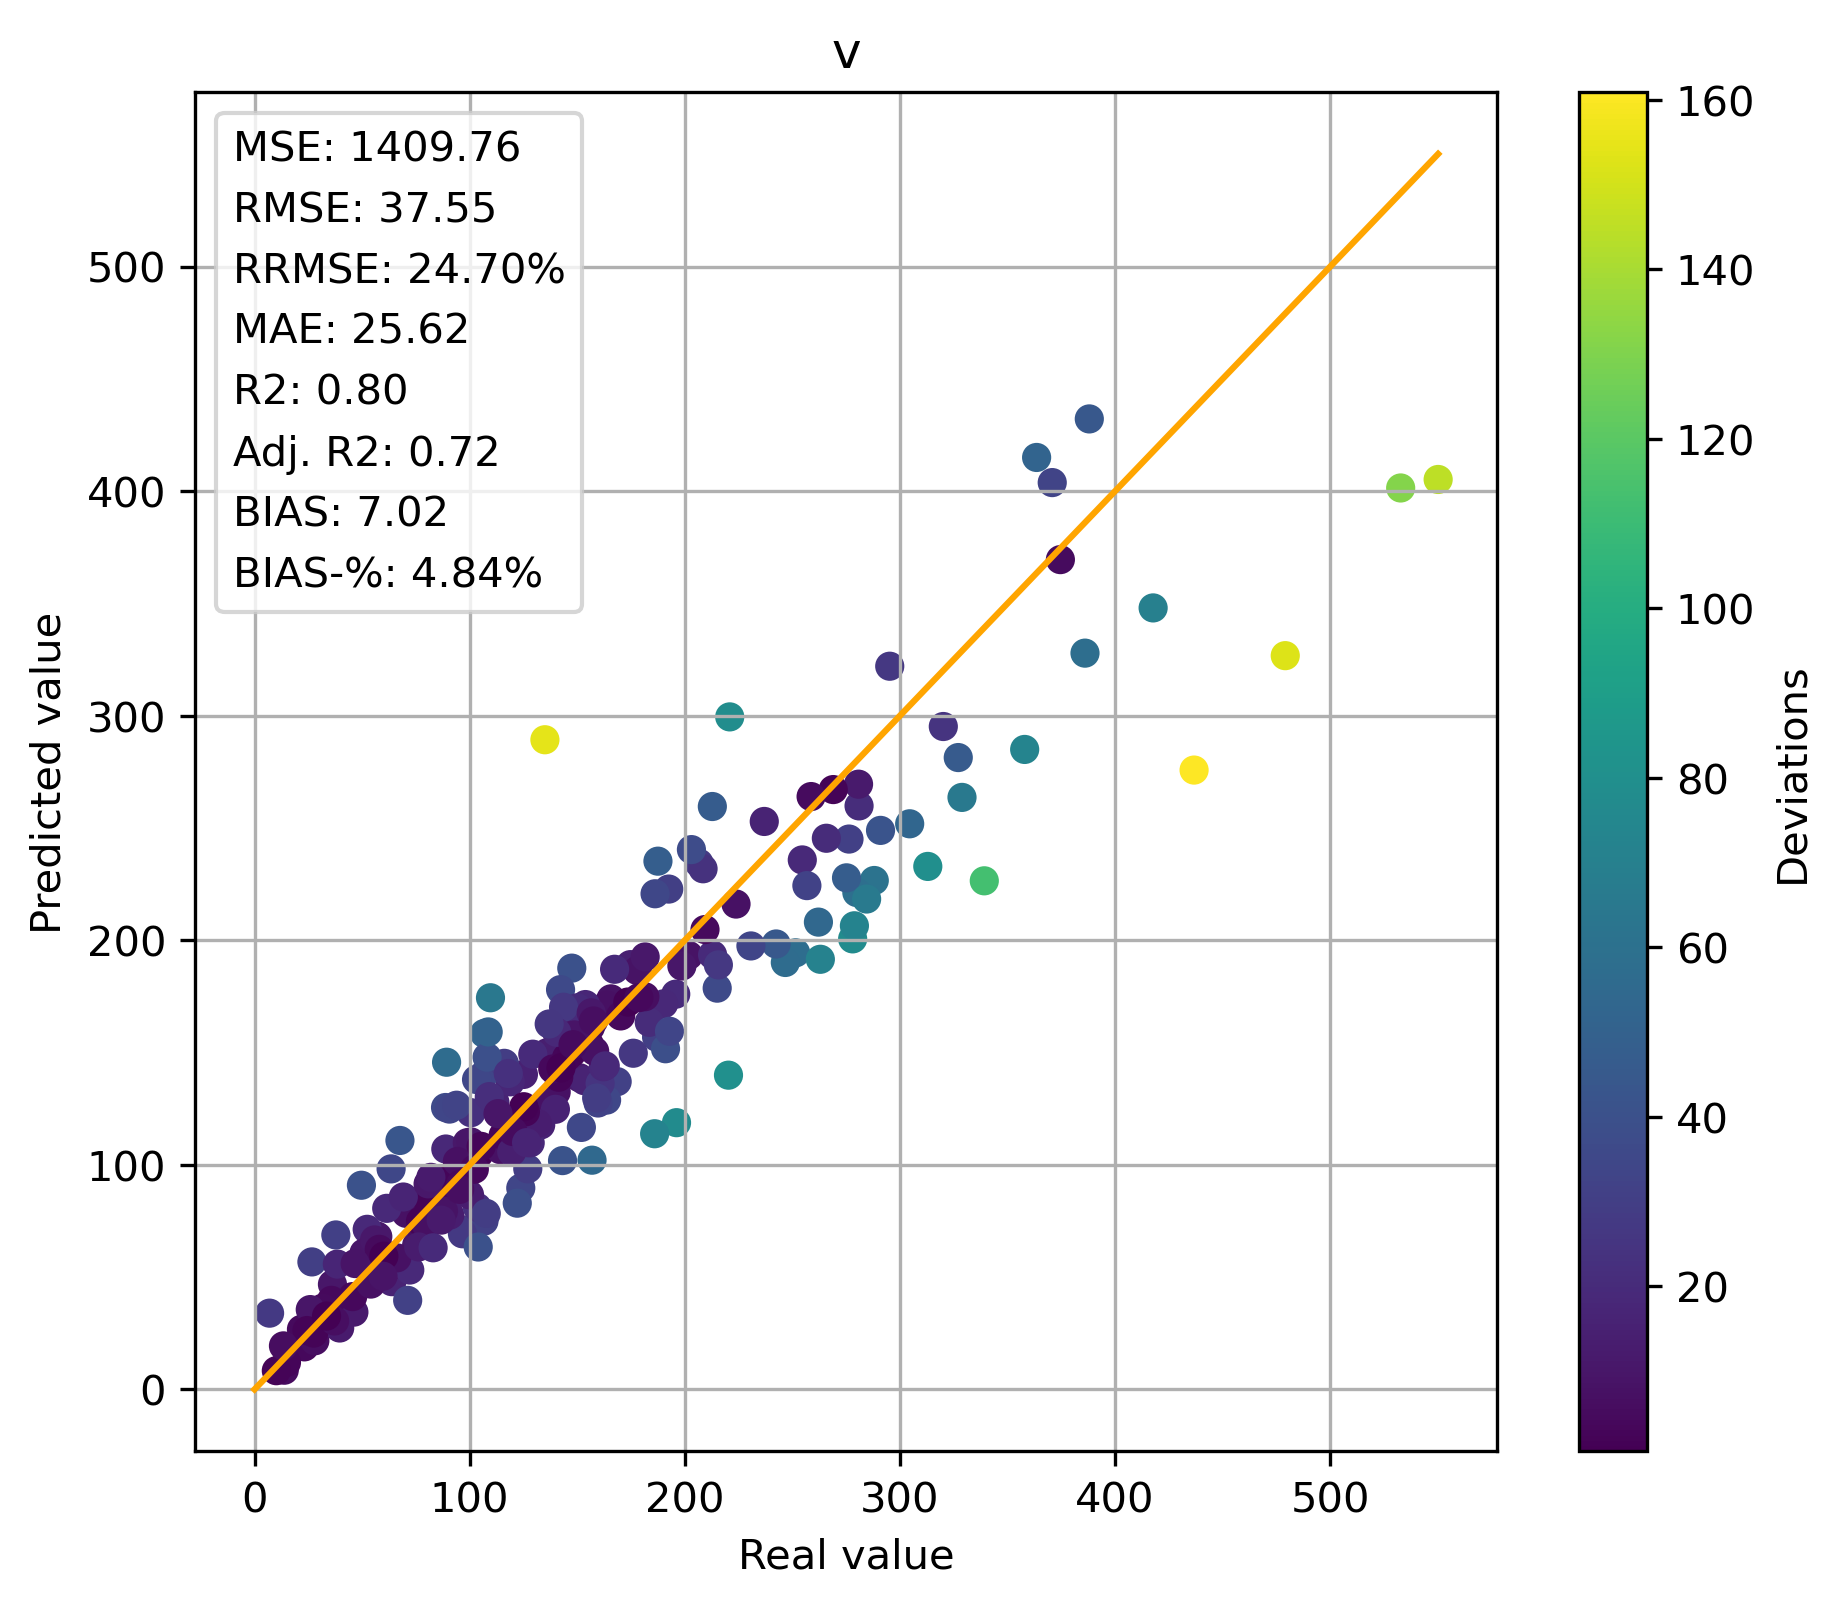 v
MSE: 1409.76
RMSE: 37.55
RRMSE: 24.70%
MAE: 25.62
R2: 0.80
Adj. R2: 0.72
BIAS: 7.02
BIAS-%: 4.84%
Predicted value
500
400
300
200
100
0
0 100 200 300 400 500
Real value
160
140
120
100
80
60
40
20
Deviations